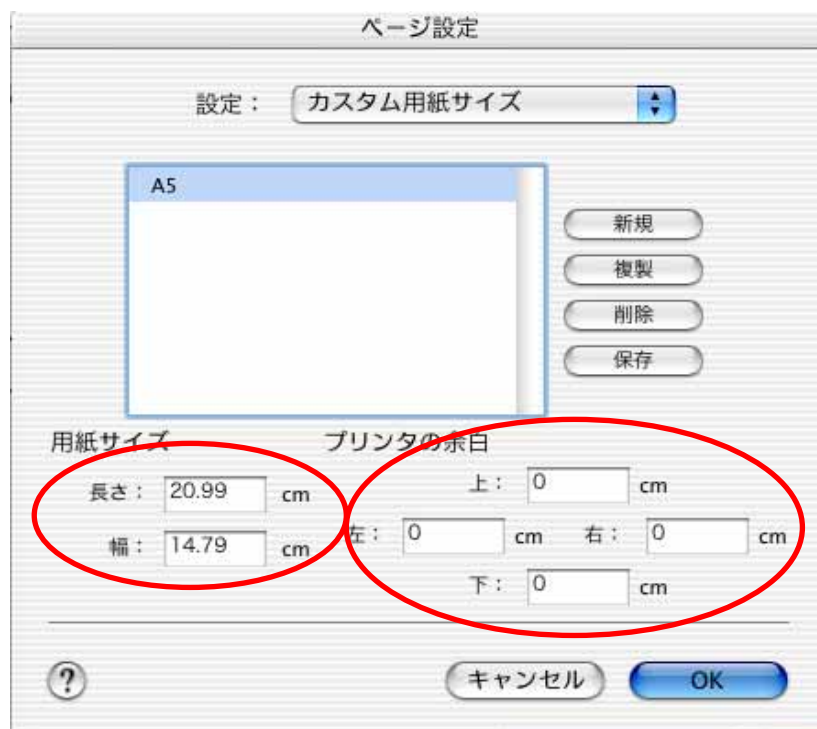 ページ設定
設定： カスタム用紙サイズ
A5
新規
複製
削除
保存
用紙サイズ プリンタの余白
長さ： 20.99 cm 上： 0 cm
幅： 14.79 cm 左： 0 cm 右： 0 cm
下： 0 cm
? キャンセル OK